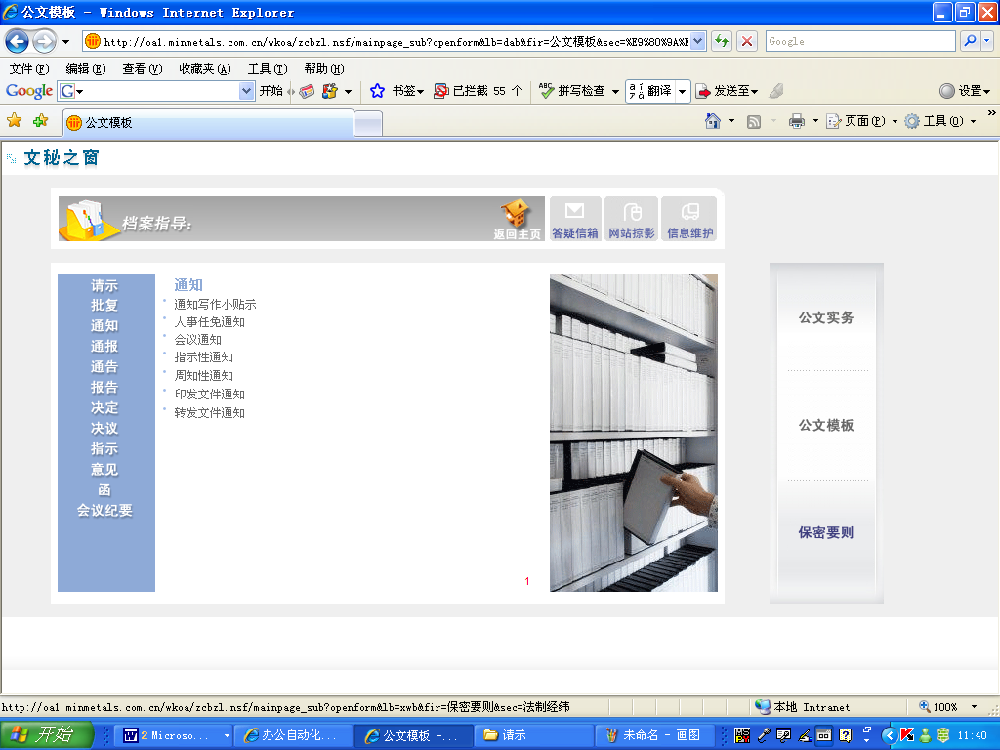 公文模板 - Windows Internet Explorer
http://oa1.minmetals.com.cn/wkoa/zcbzl.nsf/mainpage_sub?openform&lb=dab&fir=公文模板&sec=%E9%80%9A%E
Google
文件(F) 编辑(E) 查看(V) 收藏夹(A) 工具(T) 帮助(H)
Google G 开始 书签 已拦截 55 个 ABC 拼写检查 翻译 发送至 设置
公文模板 页面(P) 工具(O) »
文秘之窗
档案指导: 返回主页 答疑信箱 网站掠影 信息维护
请示
批复
通知
通报
通告
报告
决定
决议
指示
意见
函
会议纪要
通知
通知写作小贴示
人事任免通知
会议通知
指示性通知
周知性通知
印发文件通知
转发文件通知
1
公文实务
公文模板
保密要则
http://oa1.minmetals.com.cn/wkoa/zcbzl.nsf/mainpage_sub?openform&lb=xwb&fir=保密要则&sec=法制经纬 本地 Intranet 100%
开始 2 Microso... 办公自动化... 公文模板 -... 请示 未命名 - 画图 11:40